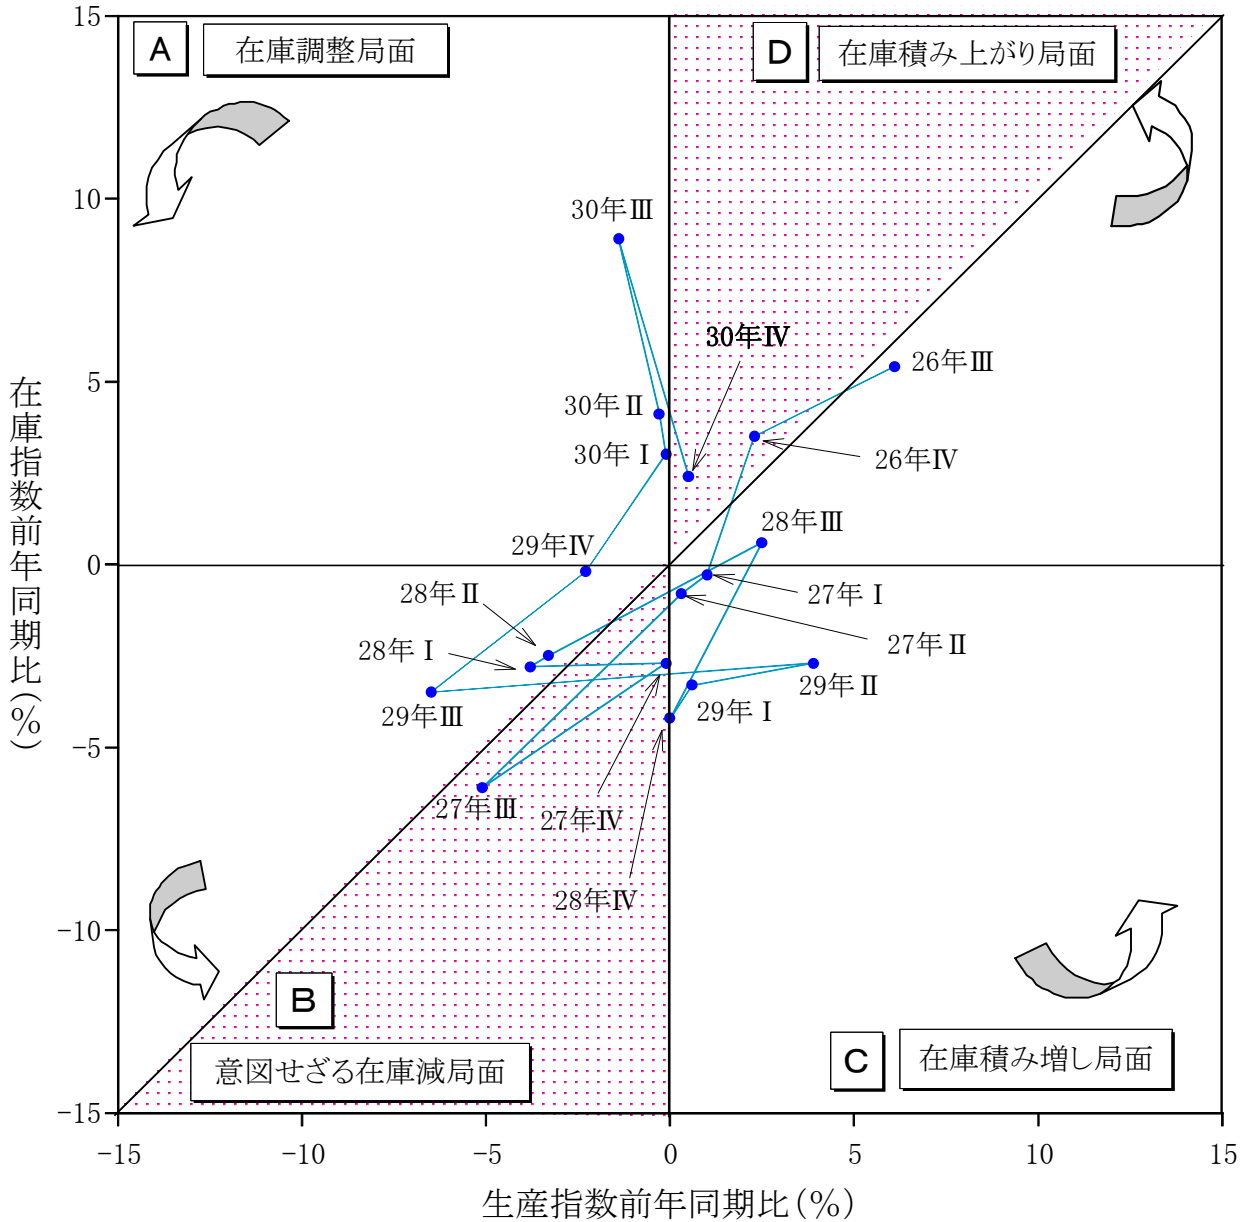 15
A 在庫調整局面
D 在庫積み上がり局面
10
30年Ⅲ
30年Ⅳ
26年Ⅲ
5
30年Ⅱ
30年Ⅰ
26年Ⅳ
28年Ⅲ
29年Ⅳ
0
28年Ⅱ
27年Ⅰ
28年Ⅰ
27年Ⅱ
29年Ⅱ
29年Ⅲ
29年Ⅰ
-5
27年Ⅲ
27年Ⅳ
28年Ⅳ
-10
B
意図せざる在庫減局面
C 在庫積み増し局面
-15
-15 -10 -5 0 5 10 15
生産指数前年同期比(%)
在庫指数前年同期比(%)